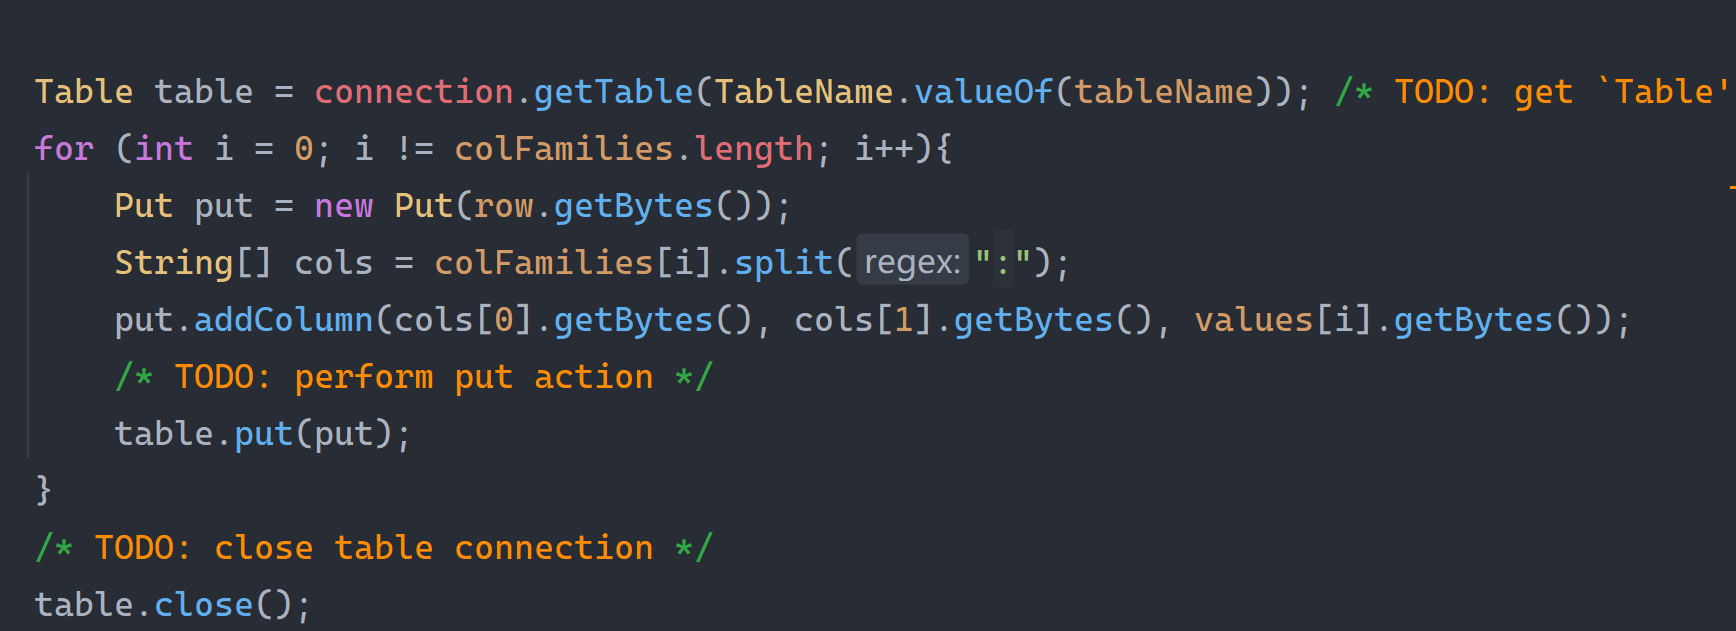 Table table = connection.getTable(TableName.valueOf(tableName)); /* TODO: get `Table'
for (int i = 0; i != colFamilies.length; i++){
    Put put = new Put(row.getBytes());
    String[] cols = colFamilies[i].split( regex: ":");
    put.addColumn(cols[0].getBytes(), cols[1].getBytes(), values[i].getBytes());
    /* TODO: perform put action */
    table.put(put);
}
/* TODO: close table connection */
table.close();